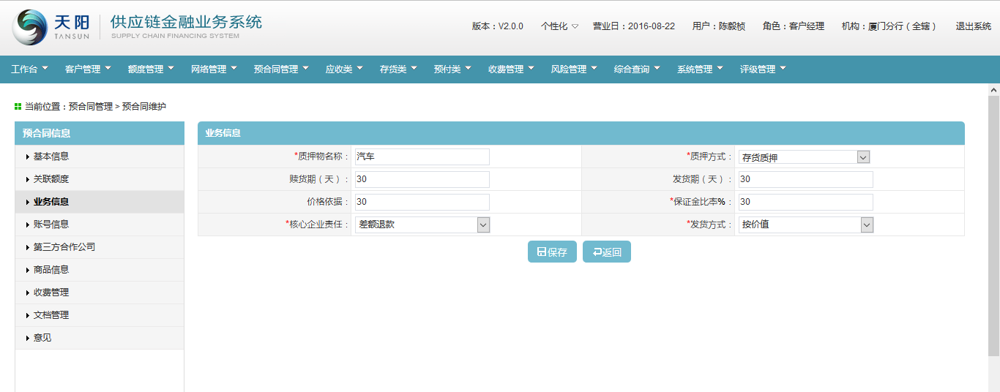 天阳
TANSUN
供应链金融业务系统
SUPPLY CHAIN FINANCING SYSTEM
版本：V2.0.0 个性化 营业日：2016-08-22 用户：陈毅桢 角色：客户经理 机构：厦门分行（全辖） 退出系统
工作台 客户管理 额度管理 网络管理 预合同管理 应收类 存货类 预付类 收费管理 风险管理 综合查询 系统管理 评级管理
当前位置：预合同管理 > 预合同维护
预合同信息
基本信息
关联额度
业务信息
账号信息
第三方合作公司
商品信息
收费管理
文档管理
意见
业务信息
*质押物名称： 汽车 *质押方式： 存货质押
赎货期（天）： 30 发货期（天）： 30
价格依据： 30 *保证金比率%： 30
*核心企业责任： 差额退款 *发货方式： 按价值
保存 返回